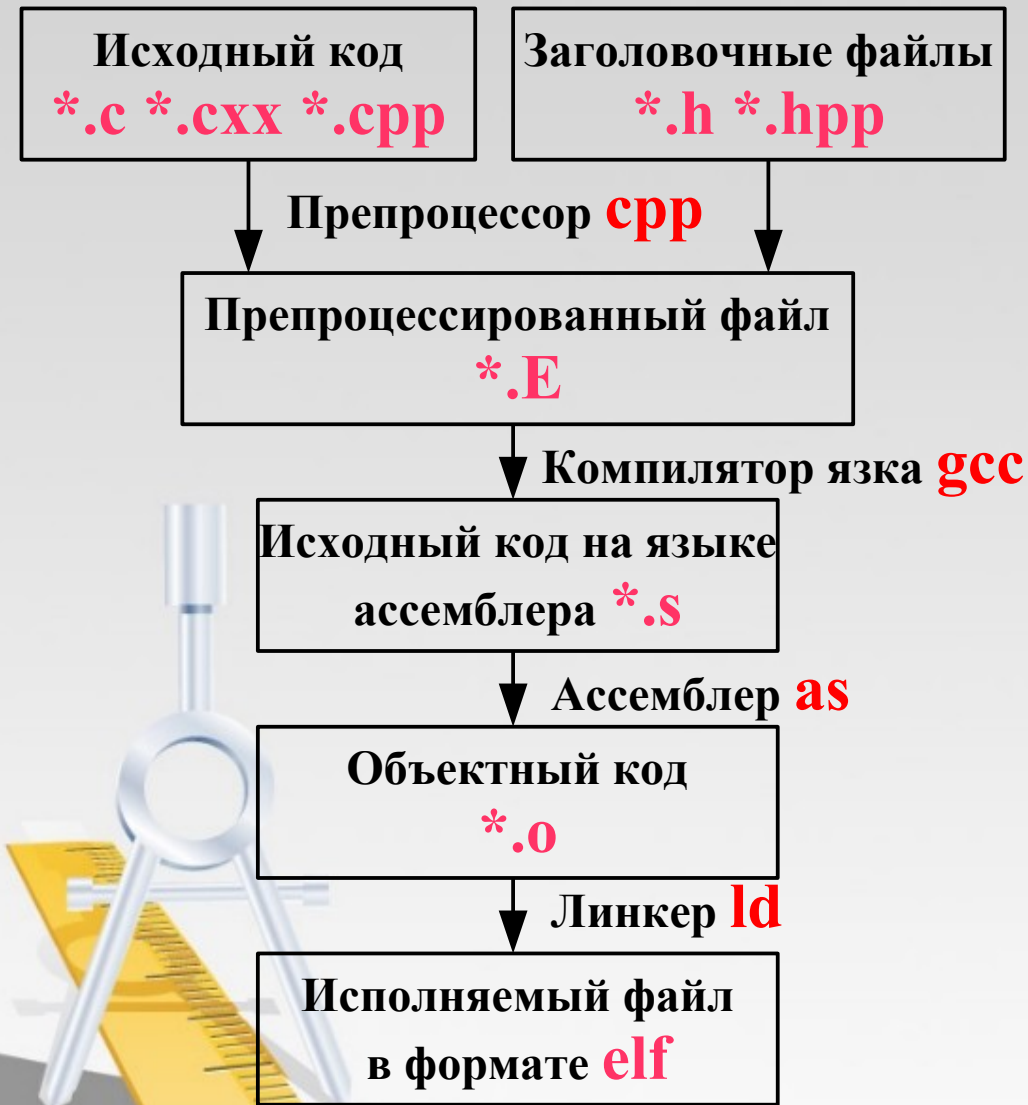 Исходный код
*.c *.cxx *.cpp
Заголовочные файлы
*.h *.hpp
Препроцессор cpp
Препроцессированный файл
*.E
Компилятор язка gcc
Исходный код на языке
ассемблера *.s
Ассемблер as
Объектный код
*.o
Линкер ld
Исполняемый файл
в формате elf